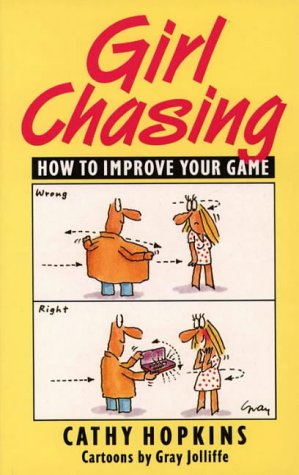 Girl
Chasing
HOW TO IMPROVE YOUR GAME
Wrong
Right
Gray
CATHY HOPKINS
Cartoons by Gray Jolliffe